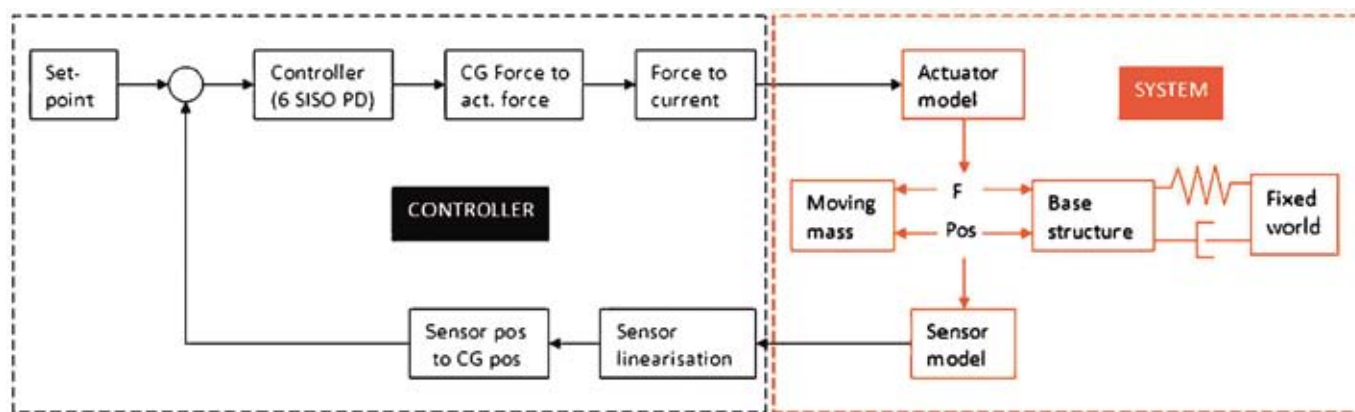 Set-
point
Controller
(6 SISO PD)
CG Force to
act. force
Force to
current
Actuator
model
SYSTEM
CONTROLLER
Moving
mass
F
Pos
Base
structure
Fixed
world
Sensor pos
to CG pos
Sensor
linearisation
Sensor
model